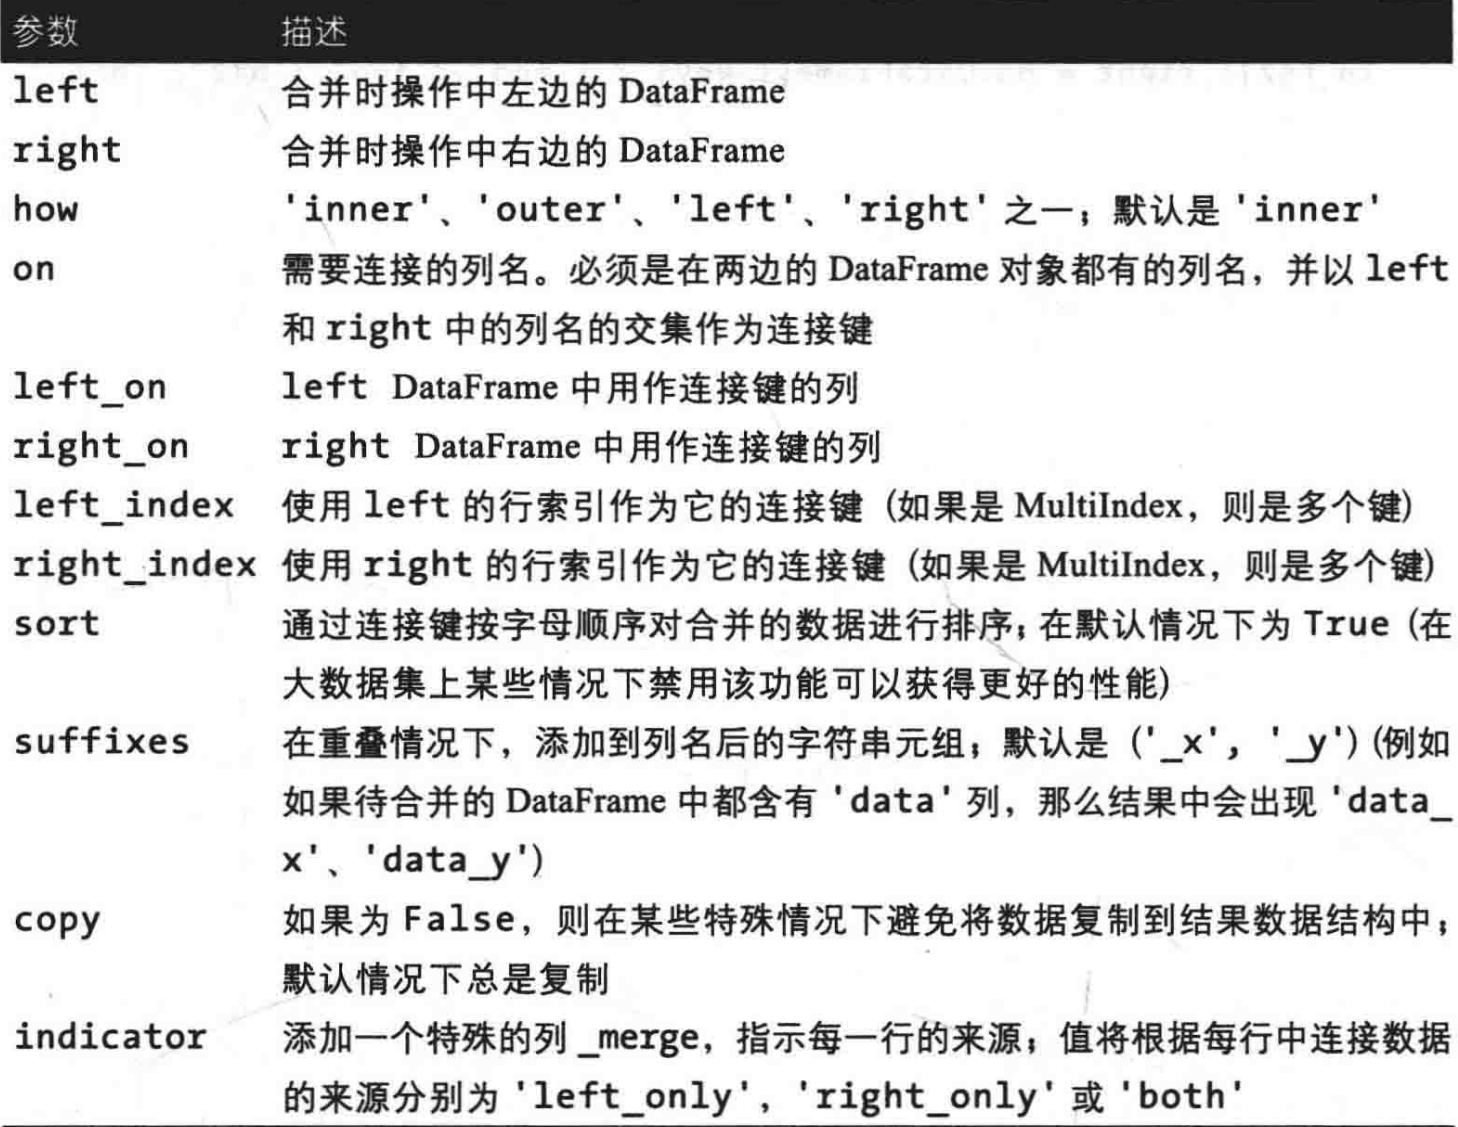 参数 描述
left 合并时操作中左边的 DataFrame
right 合并时操作中右边的 DataFrame
how 'inner'、'outer'、'left'、'right' 之一；默认是 'inner'
on 需要连接的列名。必须是在两边的 DataFrame 对象都有的列名，并以 left
和 right 中的列名的交集作为连接键
left_on left DataFrame 中用作连接键的列
right_on right DataFrame 中用作连接键的列
left_index 使用 left 的行索引作为它的连接键（如果是 MultiIndex，则是多个键）
right_index 使用 right 的行索引作为它的连接键（如果是 MultiIndex，则是多个键）
sort 通过连接键按字母顺序对合并的数据进行排序；在默认情况下为 True（在
大数据集上某些情况下禁用该功能可以获得更好的性能）
suffixes 在重叠情况下，添加到列名后的字符串元组；默认是 ('_x', '_y')（例如
如果待合并的 DataFrame 中都含有 'data' 列，那么结果中会出现 'data_
x'、'data_y'）
copy 如果为 False，则在某些特殊情况下避免将数据复制到结果数据结构中；
默认情况下总是复制
indicator 添加一个特殊的列 _merge，指示每一行的来源；值将根据每行中连接数据
的来源分别为 'left_only'，'right_only' 或 'both'